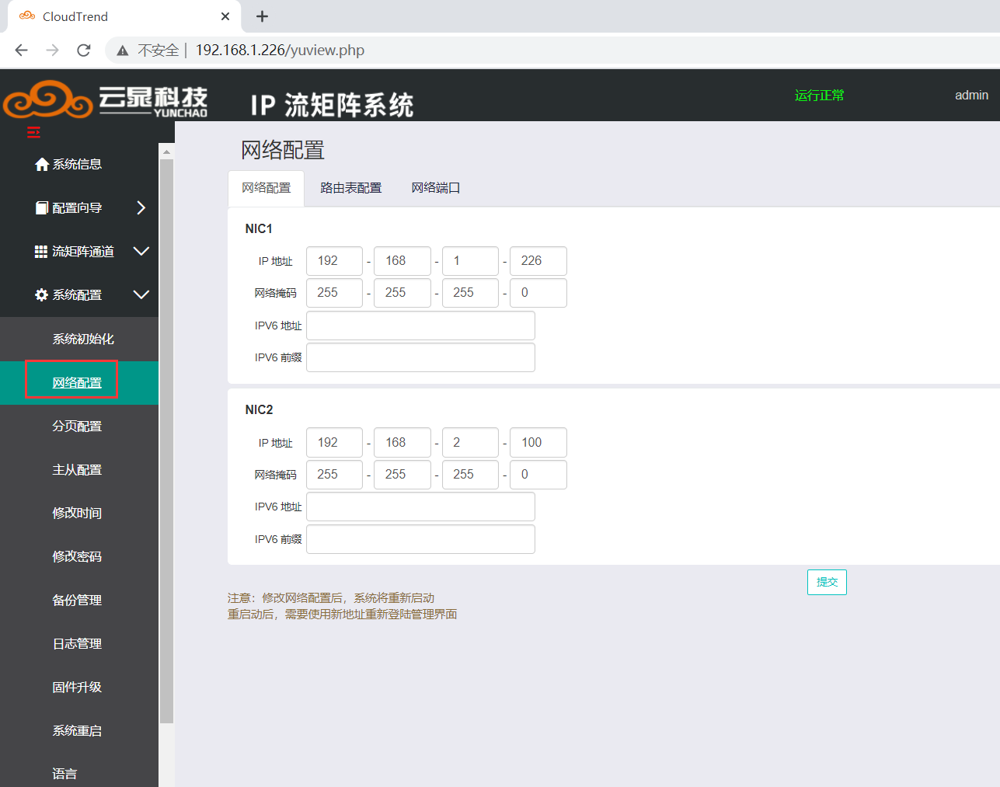 CloudTrend
不安全 | 192.168.1.226/yuview.php
云晁科技
YUNCHAO
IP 流矩阵系统
运行正常
admin
系统信息
配置向导
流矩阵通道
系统配置
系统初始化
网络配置
分页配置
主从配置
修改时间
修改密码
备份管理
日志管理
固件升级
系统重启
语言
网络配置
网络配置 路由表配置 网络端口
NIC1
IP 地址 192 - 168 - 1 - 226
网络掩码 255 - 255 - 255 - 0
IPV6 地址
IPV6 前缀
NIC2
IP 地址 192 - 168 - 2 - 100
网络掩码 255 - 255 - 255 - 0
IPV6 地址
IPV6 前缀
提交
注意：修改网络配置后，系统将重新启动
重启动后，需要使用新地址重新登陆管理界面